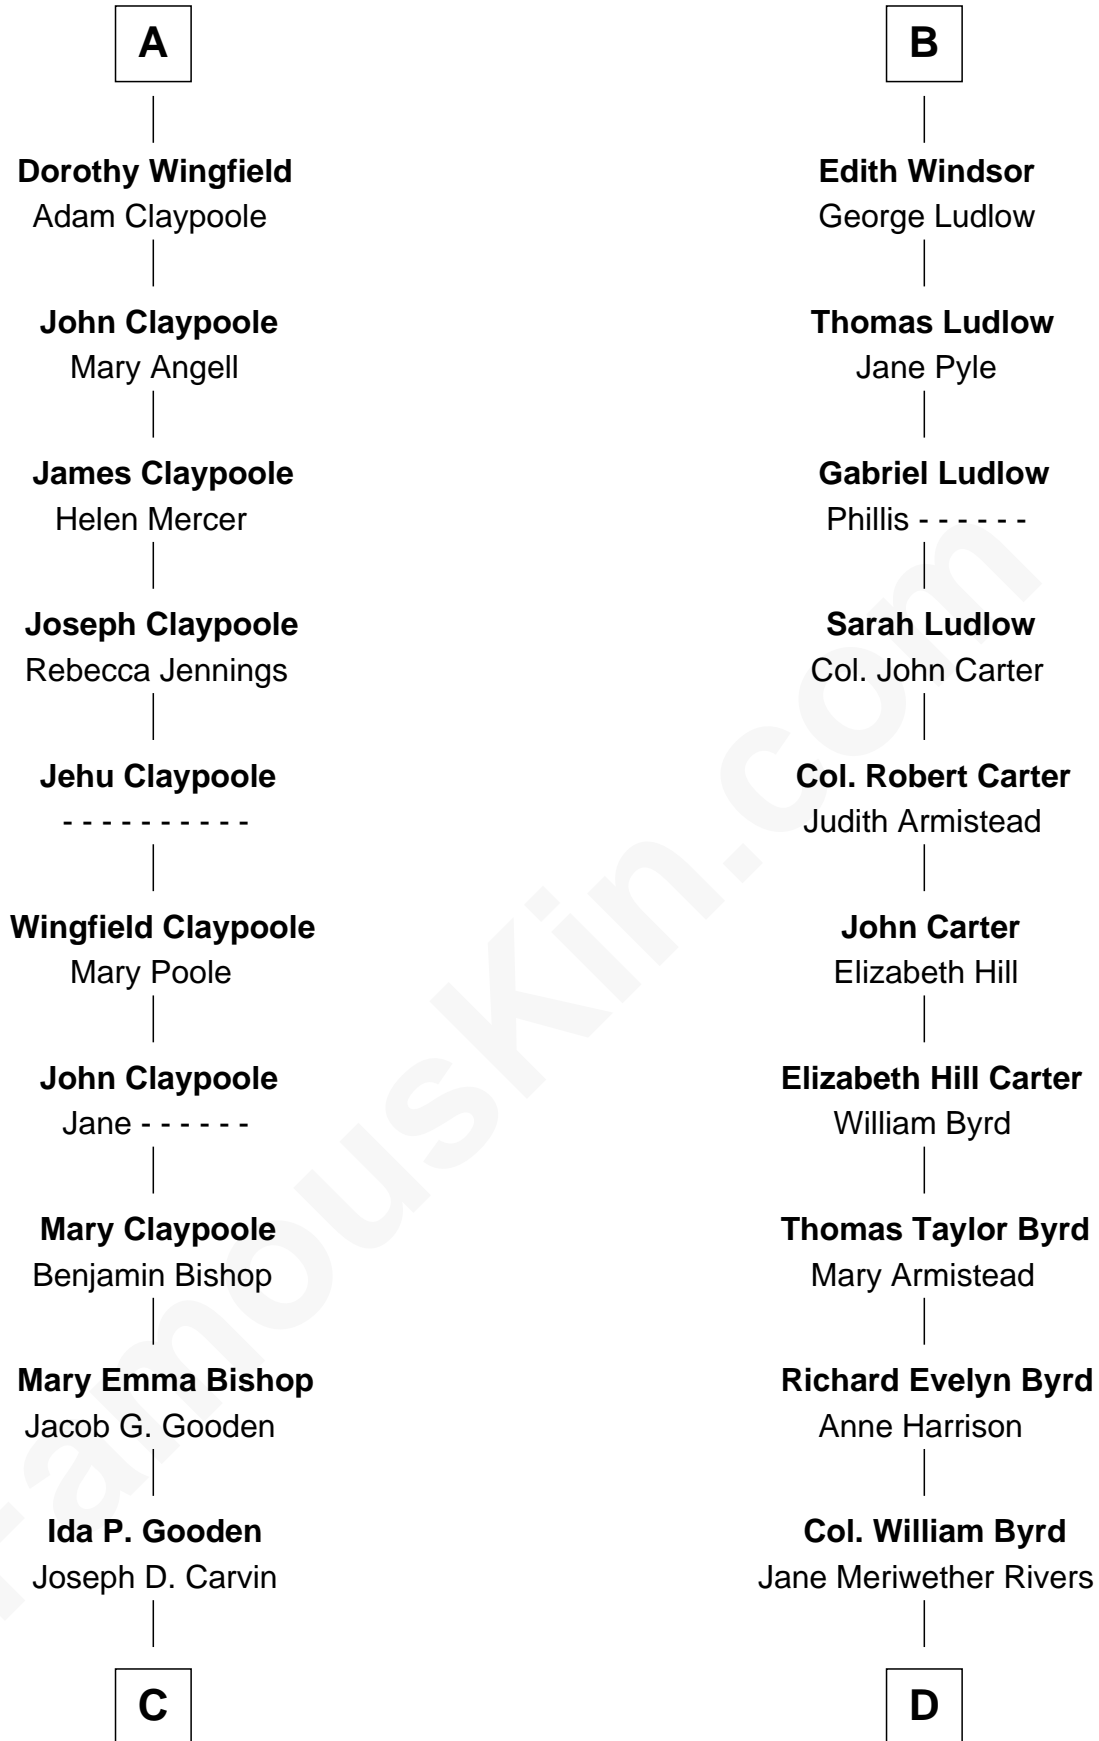 A
B
Dorothy Wingfield
Adam Claypoole
Edith Windsor
George Ludlow
John Claypoole
Mary Angell
Thomas Ludlow
Jane Pyle
James Claypoole
Helen Mercer
Gabriel Ludlow
Phillis - - - - - -
Joseph Claypoole
Rebecca Jennings
Sarah Ludlow
Col. John Carter
Jehu Claypoole
- - - - - - - - - -
Col. Robert Carter
Judith Armistead
Wingfield Claypoole
Mary Poole
John Carter
Elizabeth Hill
John Claypoole
Jane - - - - - -
Elizabeth Hill Carter
William Byrd
Mary Claypoole
Benjamin Bishop
Thomas Taylor Byrd
Mary Armistead
Mary Emma Bishop
Jacob G. Gooden
Richard Evelyn Byrd
Anne Harrison
Ida P. Gooden
Joseph D. Carvin
Col. William Byrd
Jane Meriwether Rivers
C
D
FamousKin.com